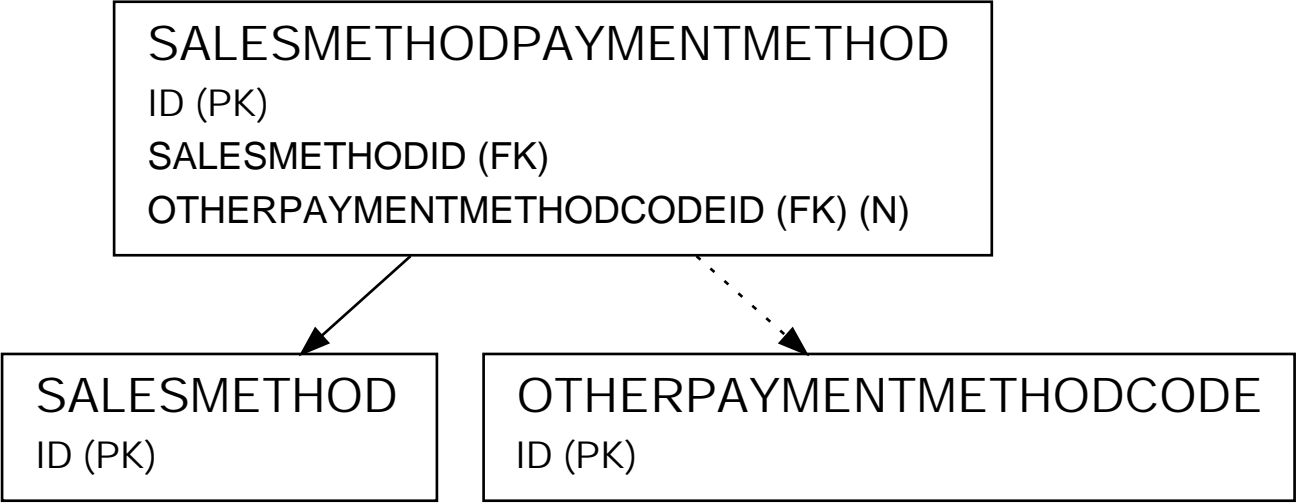 SALESMETHODPAYMENTMETHOD
ID (PK)
SALESMETHODID (FK)
OTHERPAYMENTMETHODCODEID (FK) (N)
SALESMETHOD
ID (PK)
OTHERPAYMENTMETHODCODE
ID (PK)